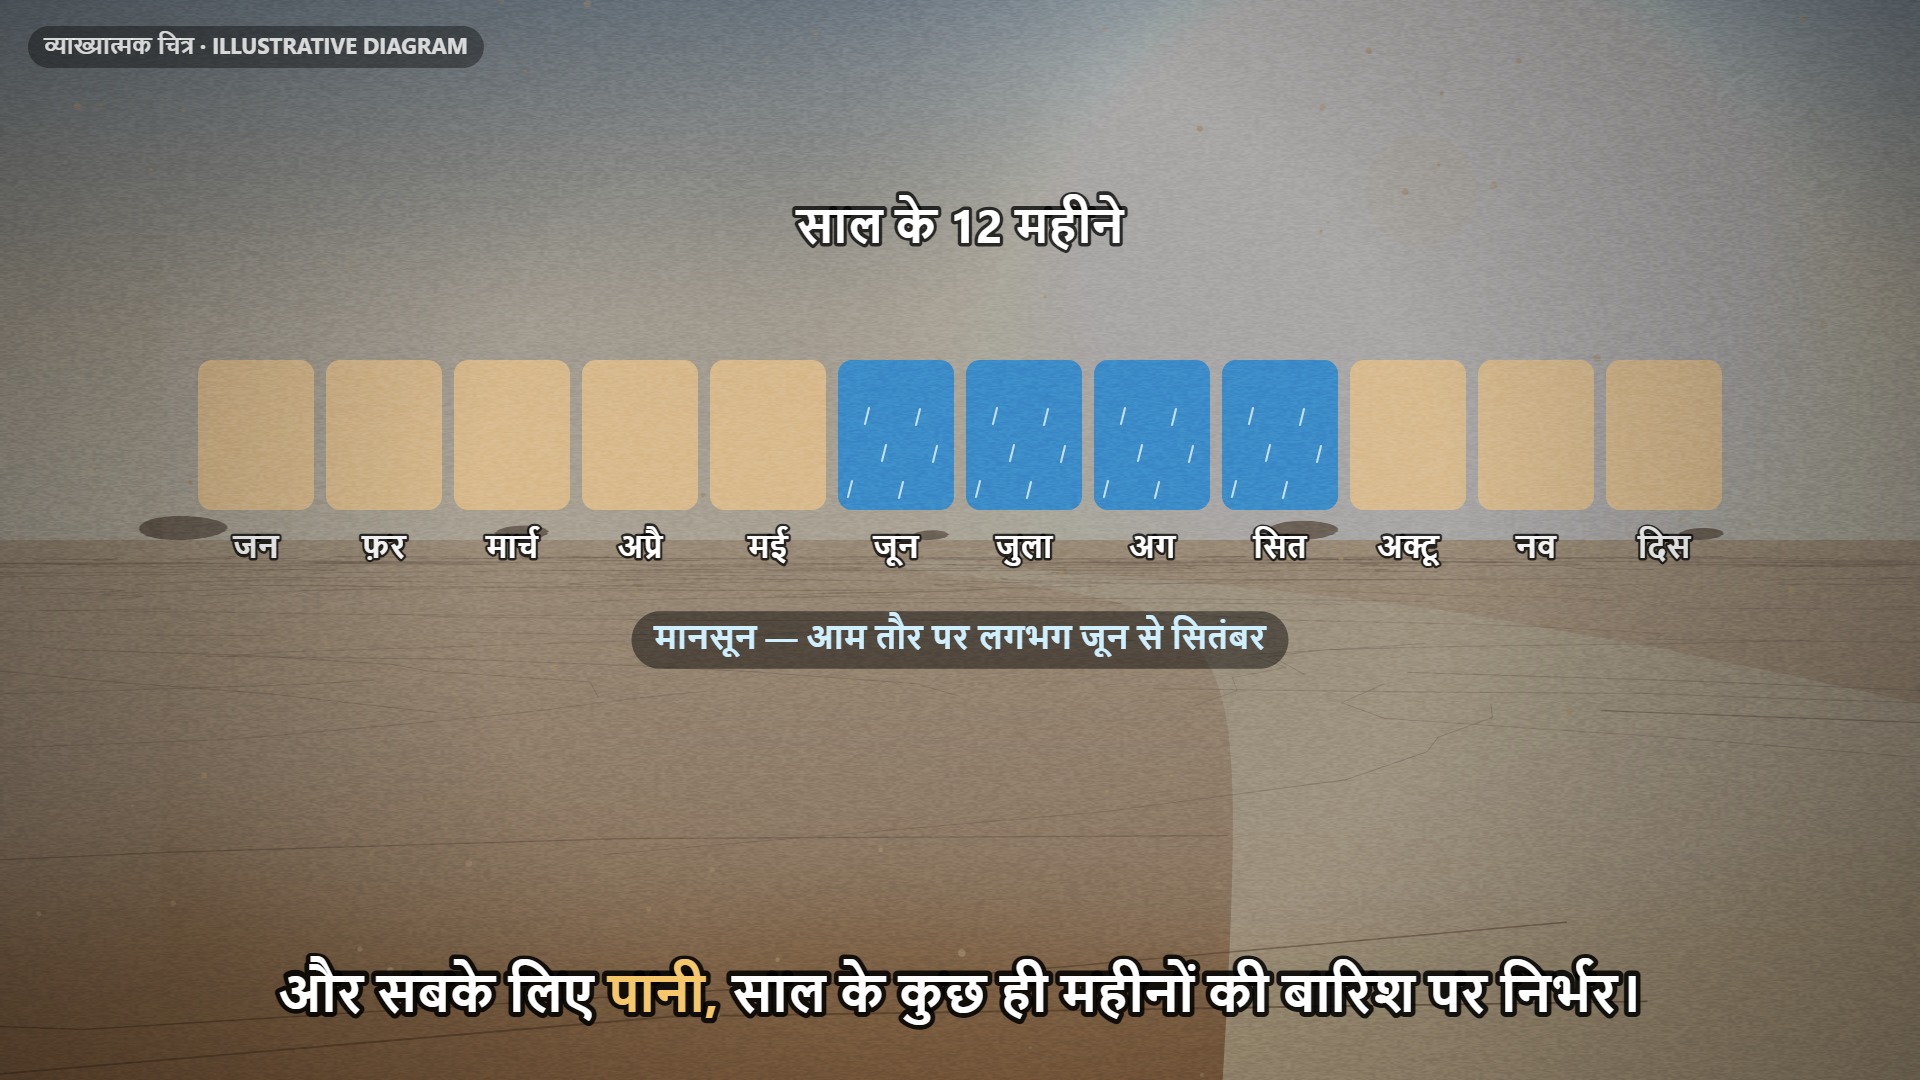 व्याख्यात्मक चित्र · ILLUSTRATIVE DIAGRAM
साल के 12 महीने
जन फ़र मार्च अप्रै मई जून जुला अग सित अक्टू नव दिस
मानसून — आम तौर पर लगभग जून से सितंबर
और सबके लिए पानी, साल के कुछ ही महीनों की बारिश पर निर्भर।